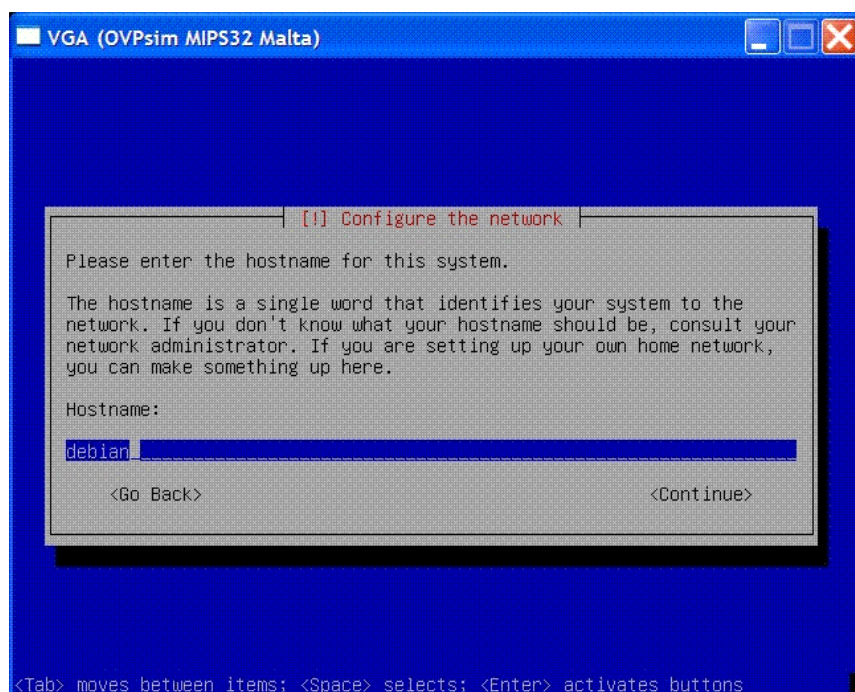 VGA (OVPsim MIPS32 Malta)
[!] Configure the network
Please enter the hostname for this system.
The hostname is a single word that identifies your system to the
network. If you don't know what your hostname should be, consult your
network administrator. If you are setting up your own home network,
you can make something up here.
Hostname:
debian
<Go Back> <Continue>
<Tab> moves between items; <Space> selects; <Enter> activates buttons